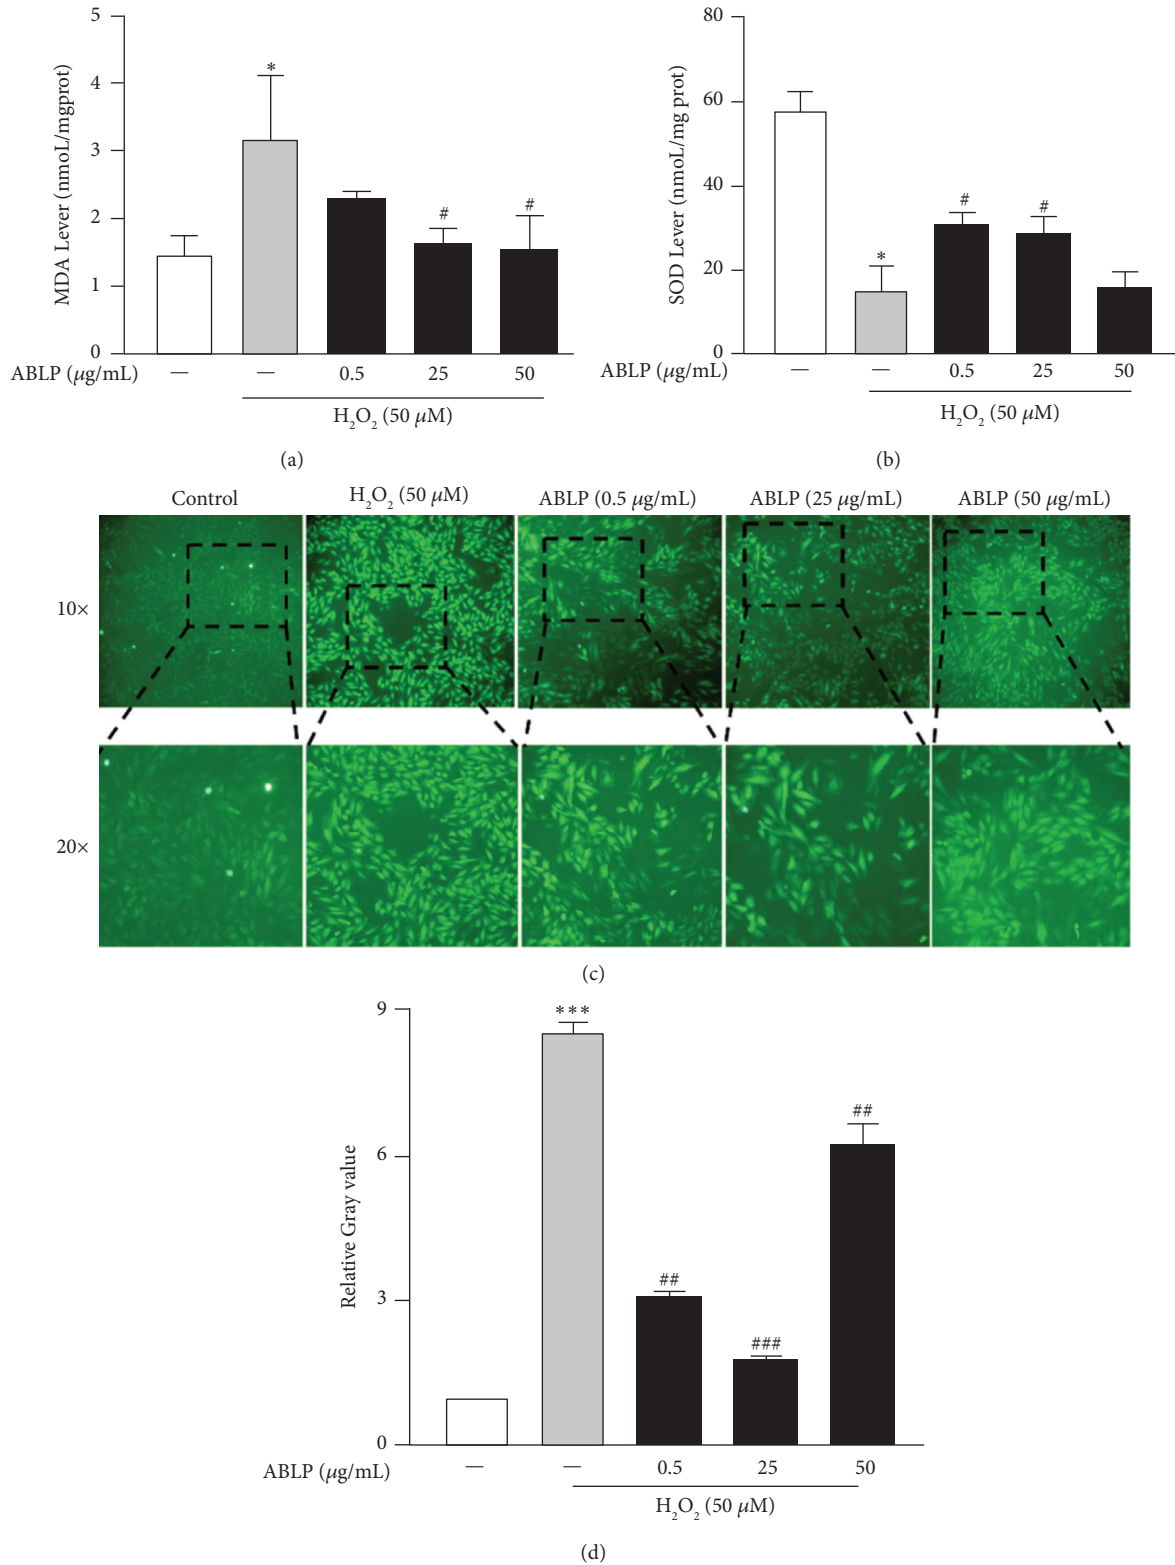 5
4
3
2
1
0
MDA Lever (nmoL/mgprot)
*
#
#
ABLP (μg/mL)
— — 0.5 25 50
H2O2 (50 μM)
(a)
80
60
40
20
0
SOD Lever (nmoL/mg prot)
*
#
#
ABLP (μg/mL)
— — 0.5 25 50
H2O2 (50 μM)
(b)
Control H2O2 (50 μM) ABLP (0.5 μg/mL) ABLP (25 μg/mL) ABLP (50 μg/mL)
10×
20×
(c)
9
6
3
0
Relative Gray value
***
##
###
##
ABLP (μg/mL)
— — 0.5 25 50
H2O2 (50 μM)
(d)